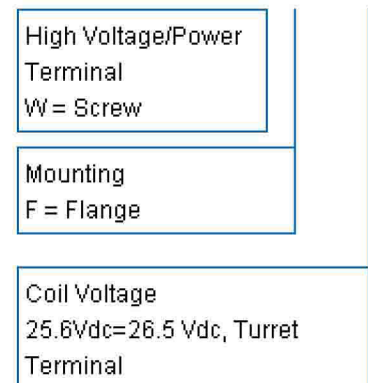 High Voltage/Power
Terminal
W = Screw
Mounting
F = Flange
Coil Voltage
25.6Vdc=26.5 Vdc, Turret
Terminal